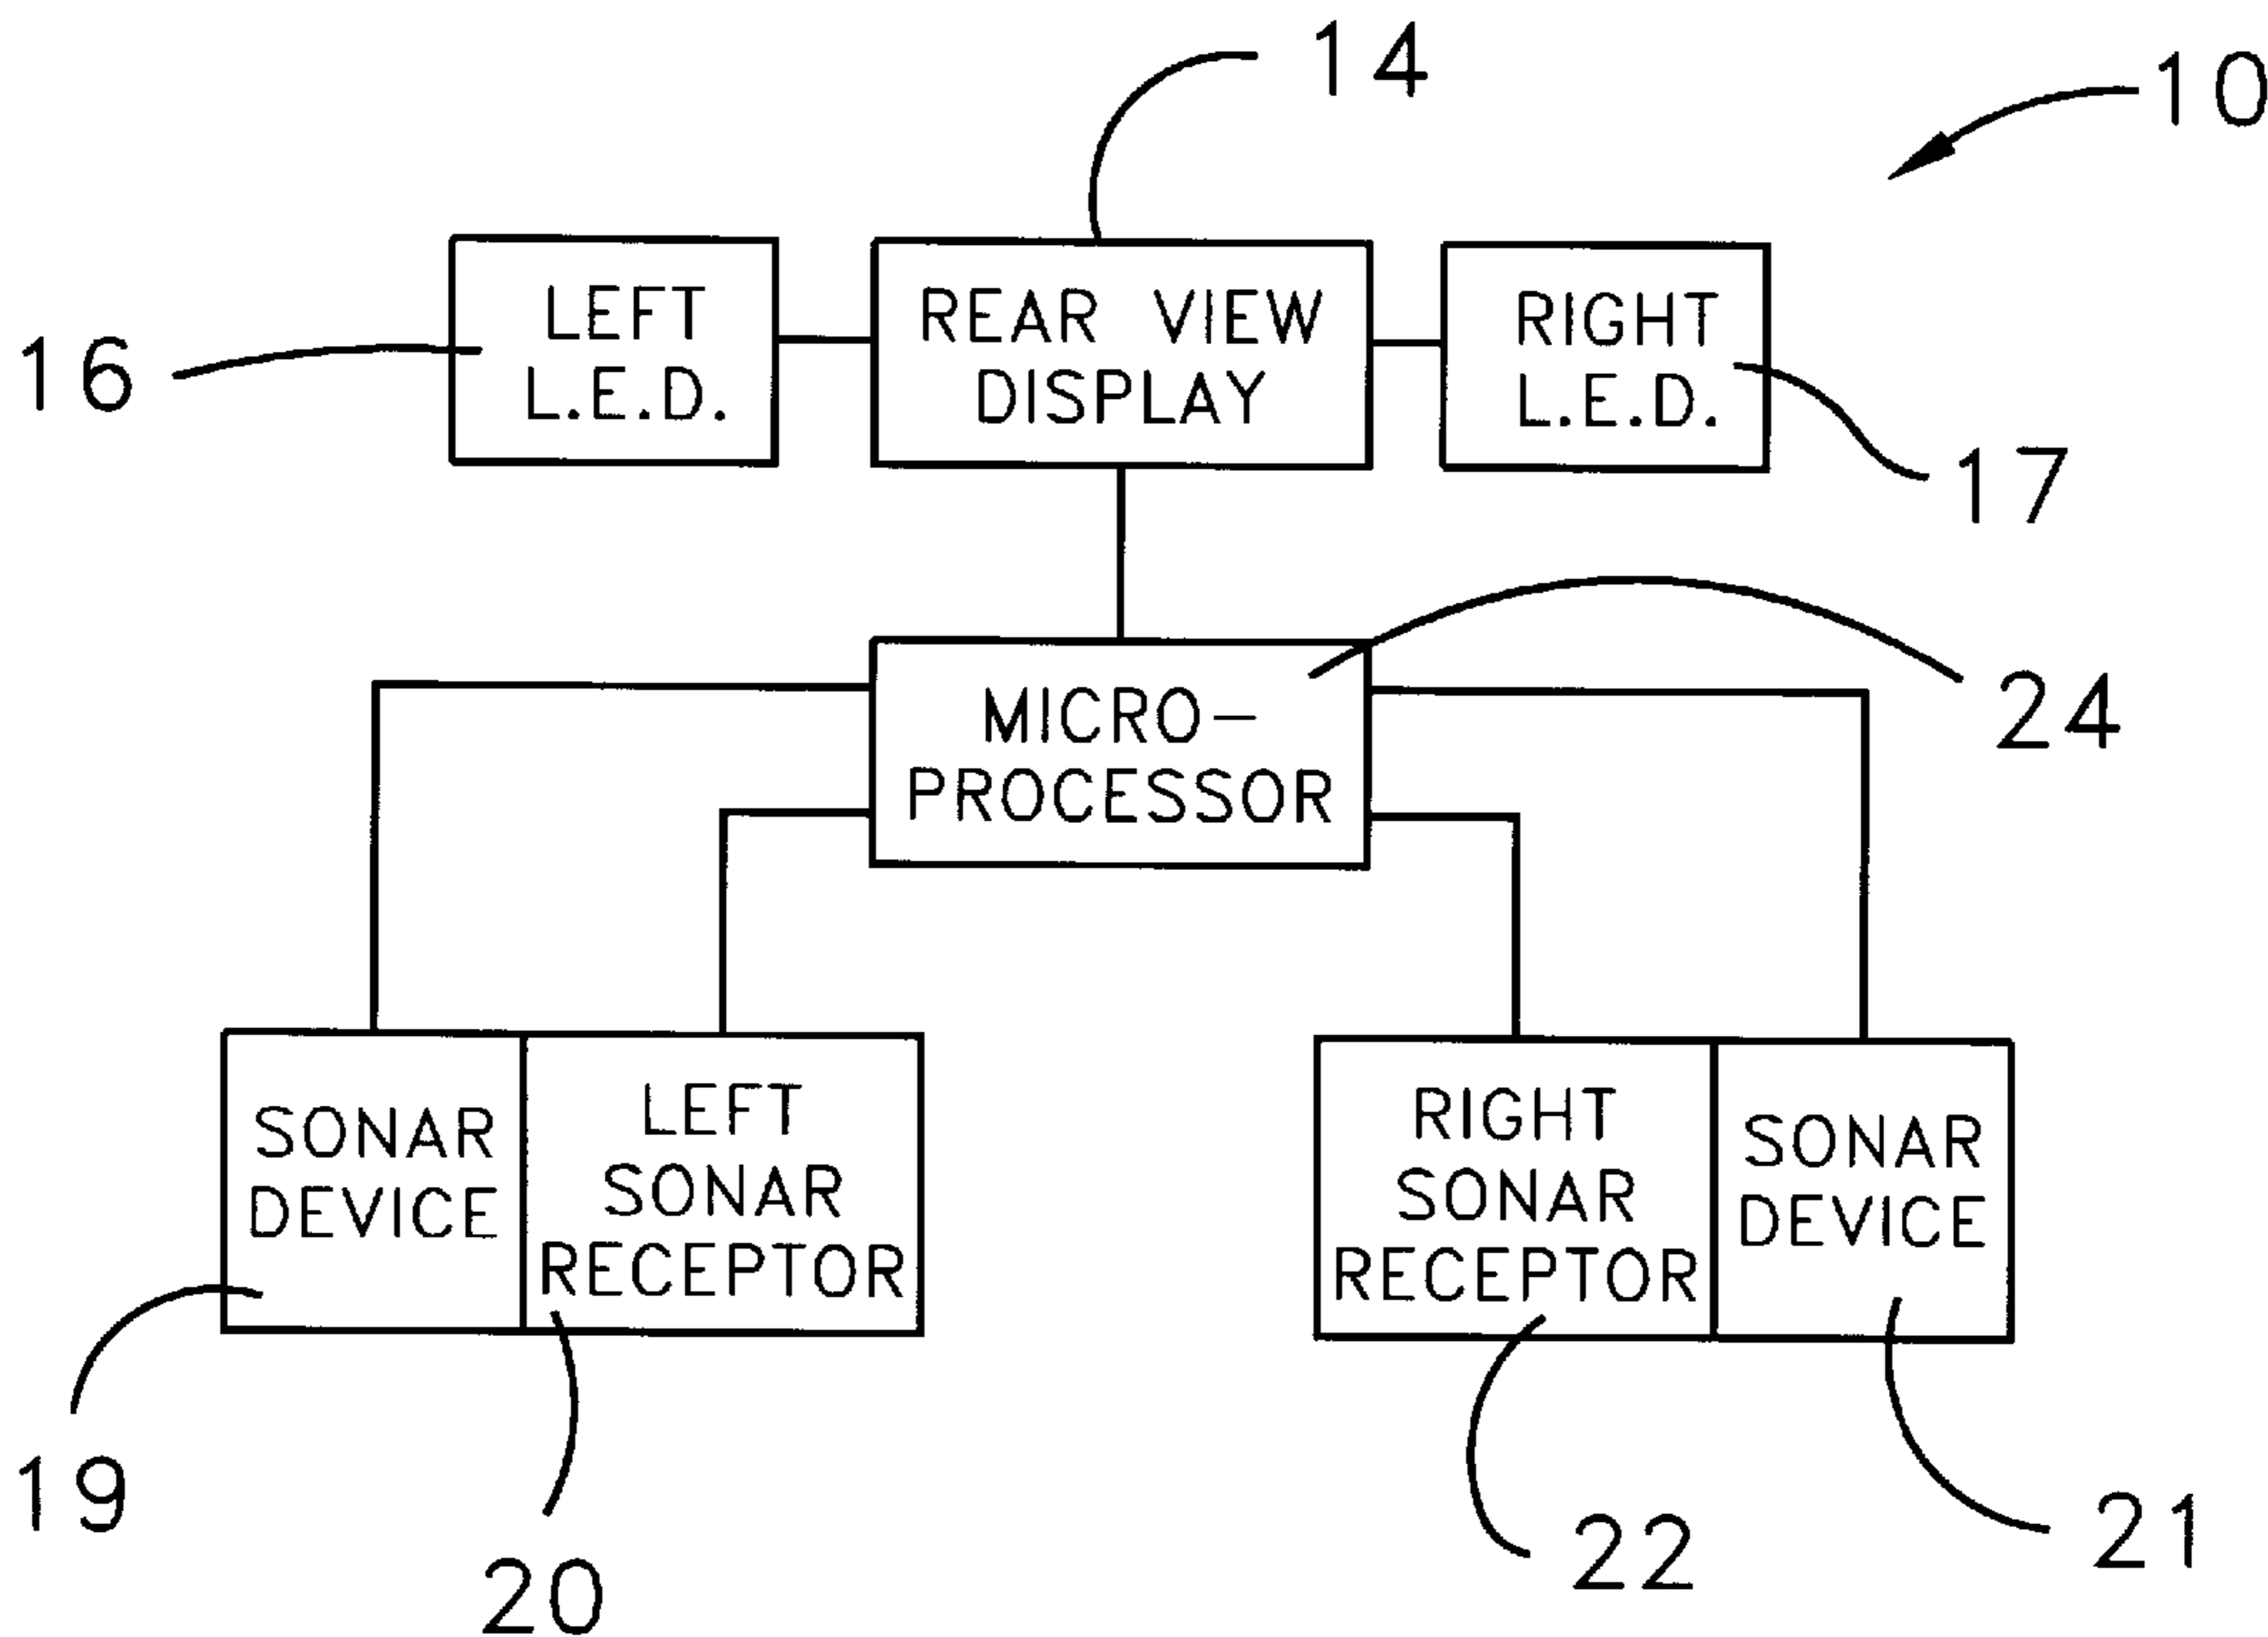 14
10
LEFT
L.E.D.
REAR VIEW
DISPLAY
RIGHT
L.E.D.
16
17
MICRO-
PROCESSOR
24
SONAR
DEVICE
LEFT
SONAR
RECEPTOR
RIGHT
SONAR
RECEPTOR
SONAR
DEVICE
19
20
22
21